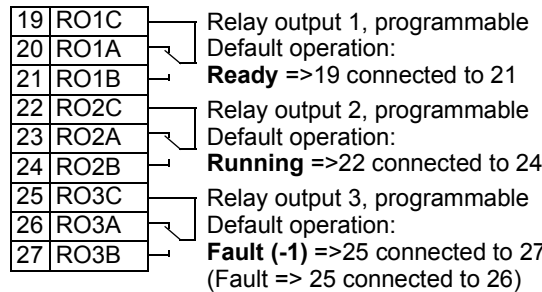 19 RO1C Relay output 1, programmable
20 RO1A Default operation:
21 RO1B Ready =>19 connected to 21
22 RO2C Relay output 2, programmable
23 RO2A Default operation:
24 RO2B Running =>22 connected to 24
25 RO3C Relay output 3, programmable
26 RO3A Default operation:
27 RO3B Fault (-1) =>25 connected to 27
(Fault => 25 connected to 26)